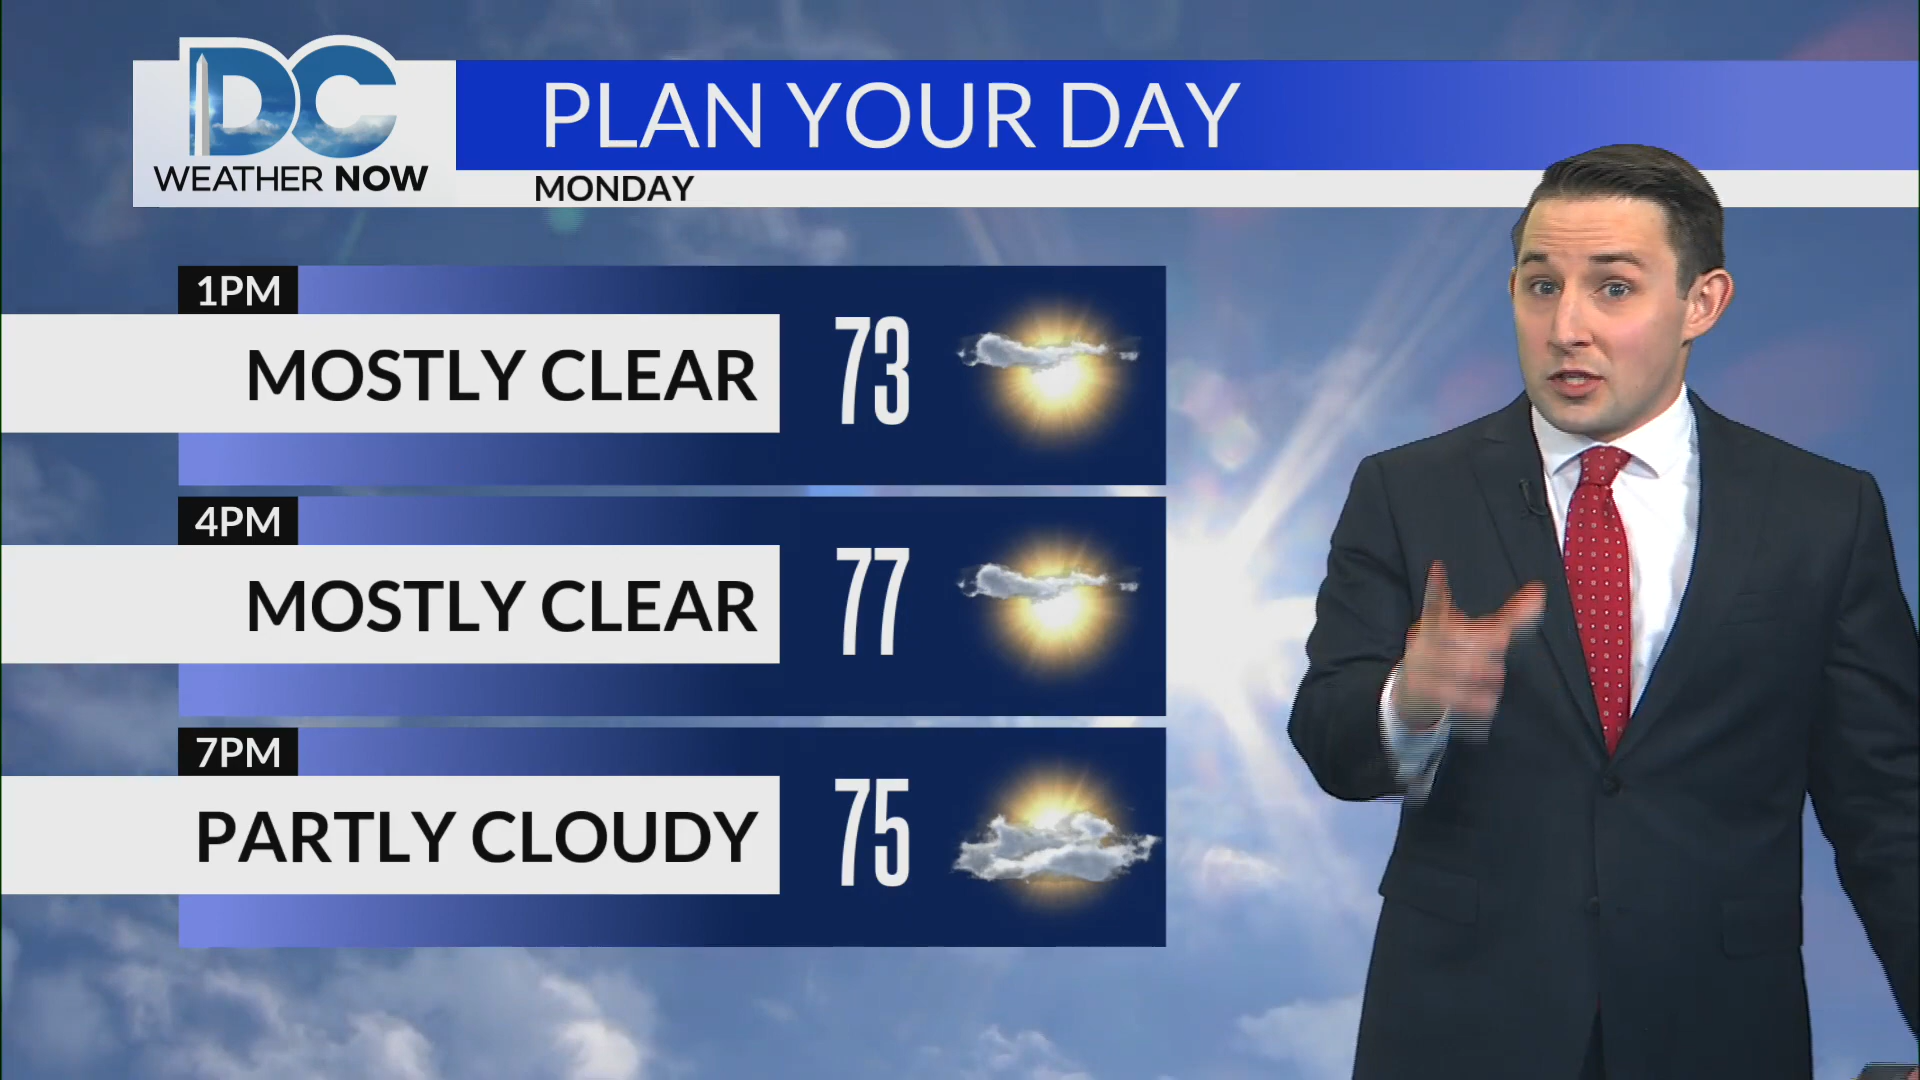 DC
WEATHER NOW
PLAN YOUR DAY
MONDAY
1PM
MOSTLY CLEAR
73
4PM
MOSTLY CLEAR
77
7PM
PARTLY CLOUDY
75